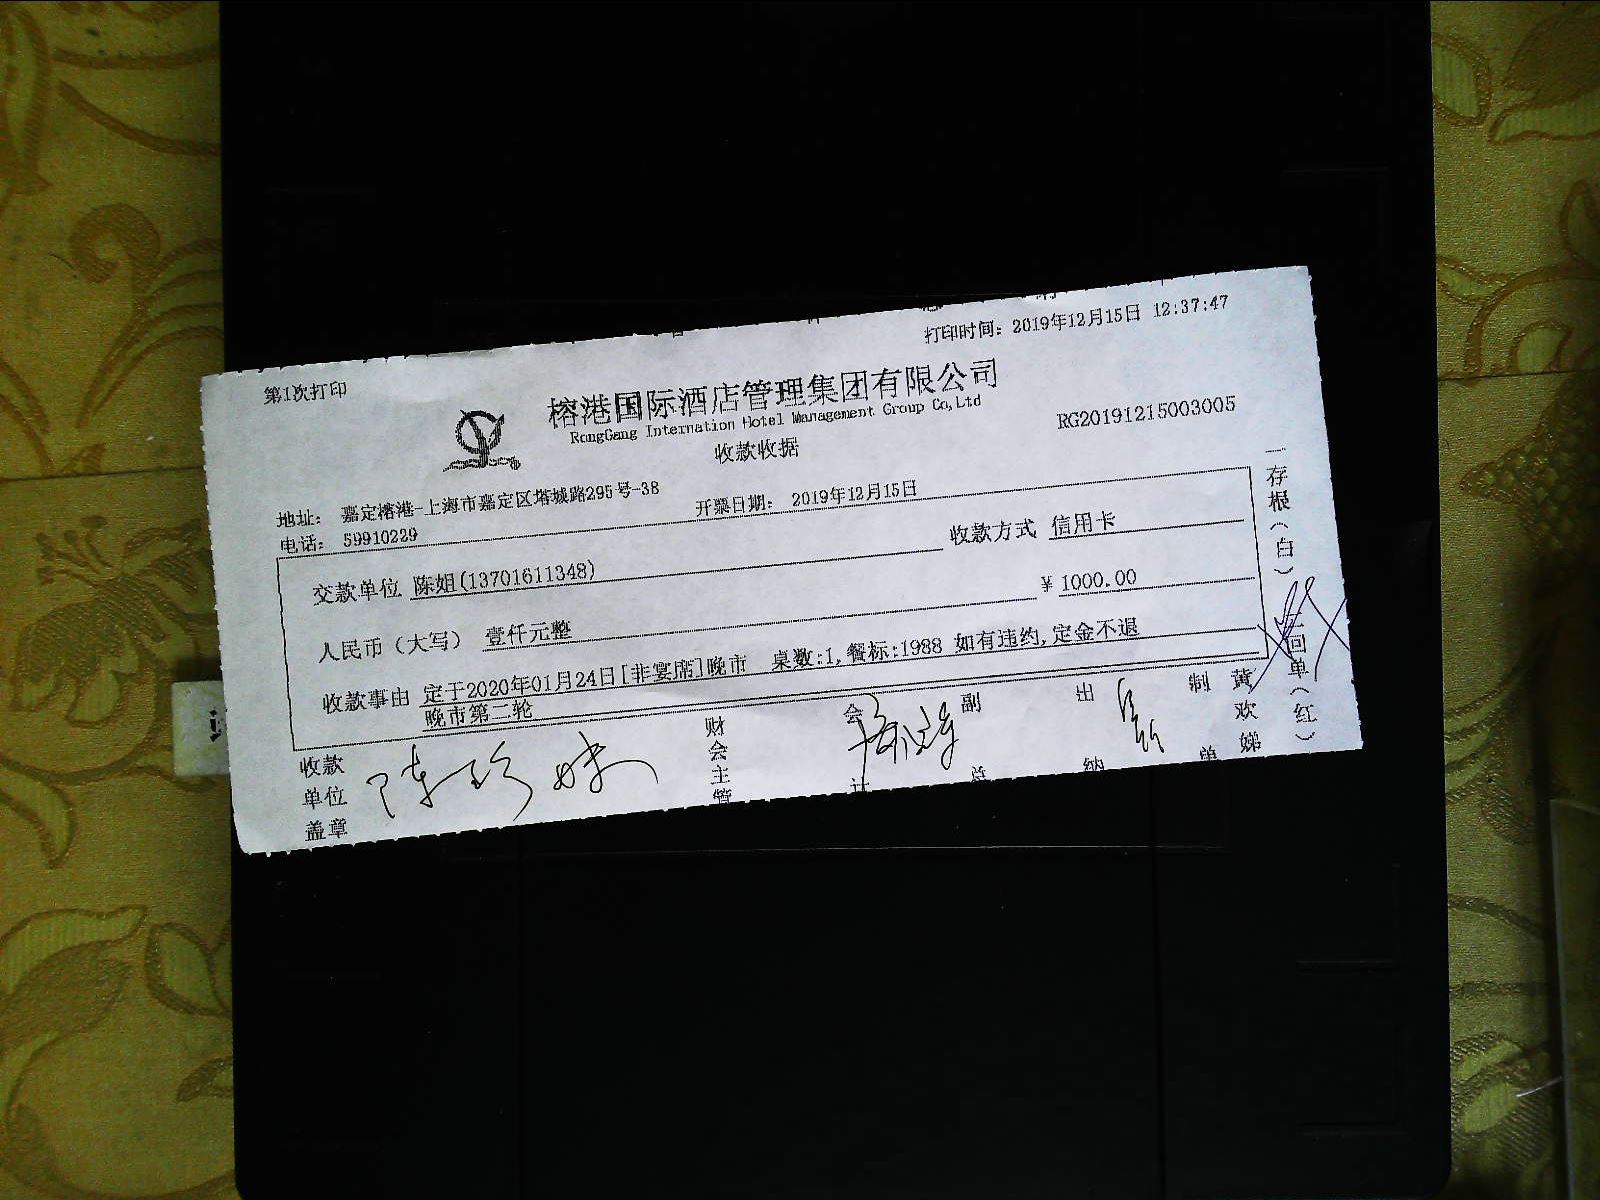 打印时间：2019年12月15日 12:37:47
第1次打印
榕港国际酒店管理集团有限公司
RongGang Internation Hotel Management Group Co,Ltd
收款收据
RG20191215003005
地址： 嘉定榕港-上海市嘉定区塔城路295号-38
电话： 59910229
开票日期： 2019年12月15日
交款单位 陈姐(13701611348)
收款方式 信用卡
人民币（大写） 壹仟元整
¥ 1000.00
收款事由 定于2020年01月24日[非宴席]晚市 桌数:1,餐标:1988 如有违约,定金不退
晚市第二轮
一存根（白）
二回单（红）
收款单位盖章
陈珍妹
财会主管
会计
副总
出纳
制单
黄欢娣